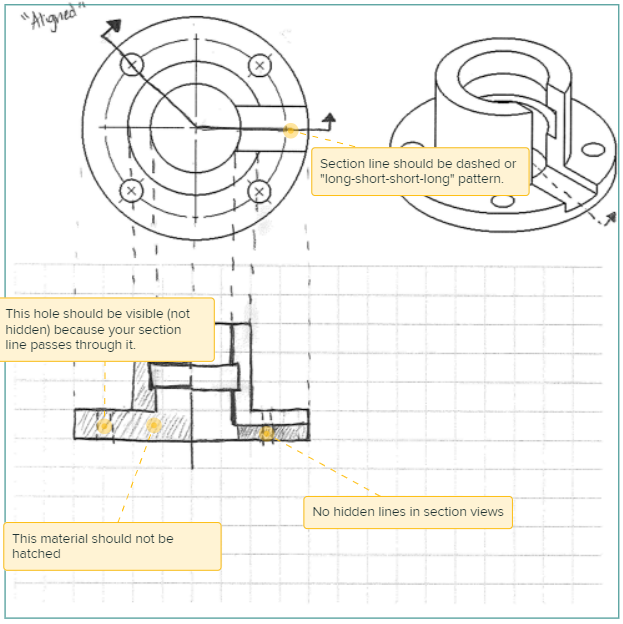 "Aligned"
Section line should be dashed or
"long-short-short-long" pattern.
This hole should be visible (not
hidden) because your section
line passes through it.
No hidden lines in section views
This material should not be
hatched